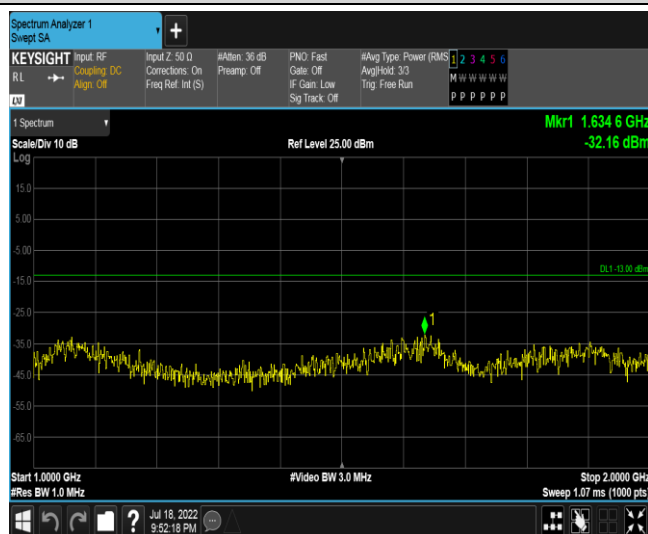 Spectrum Analyzer 1
Swept SA
+
KEYSIGHT
RL
LXI
Input: RF
Coupling: DC
Align: Off
Input Z: 50 Ω
Corrections: On
Freq Ref: Int (S)
#Atten: 36 dB
Preamp: Off
PNO: Fast
Gate: Off
IF Gain: Low
Sig Track: Off
#Avg Type: Power (RMS
Avg|Hold: 3/3
Trig: Free Run
1 2 3 4 5 6
M W W W W W
P P P P P P
1 Spectrum
Mkr1 1.634 6 GHz
Scale/Div 10 dB
Ref Level 25.00 dBm
-32.16 dBm
Log
15.0
5.00
-5.00
DL1 -13.00 dBm
-15.0
-25.0
1
-35.0
-45.0
-55.0
-65.0
Start 1.0000 GHz
#Video BW 3.0 MHz
Stop 2.0000 GHz
#Res BW 1.0 MHz
Sweep 1.07 ms (1000 pts)
?
Jul 18, 2022
9:52:18 PM